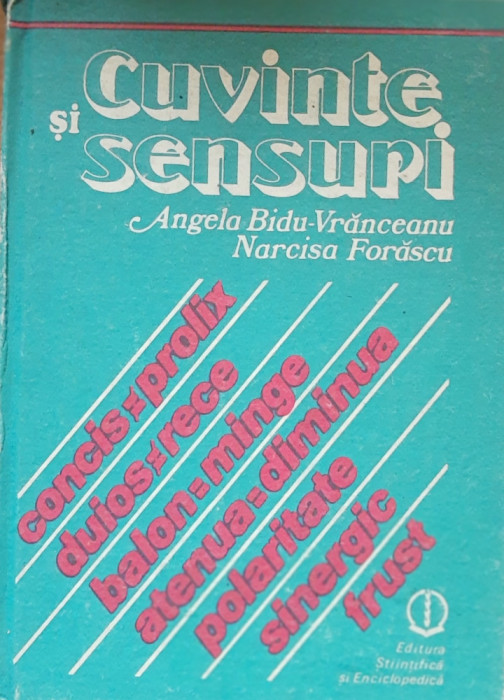 Cuvinte
și
sensuri
Angela Bidu-Vrănceanu
Narcisa Forăscu
concis ≠ prolix
duios ≠ rece
balon = minge
atenua = diminua
polaritate
sinergic
frust
Editura
Științifică
și Enciclopedică